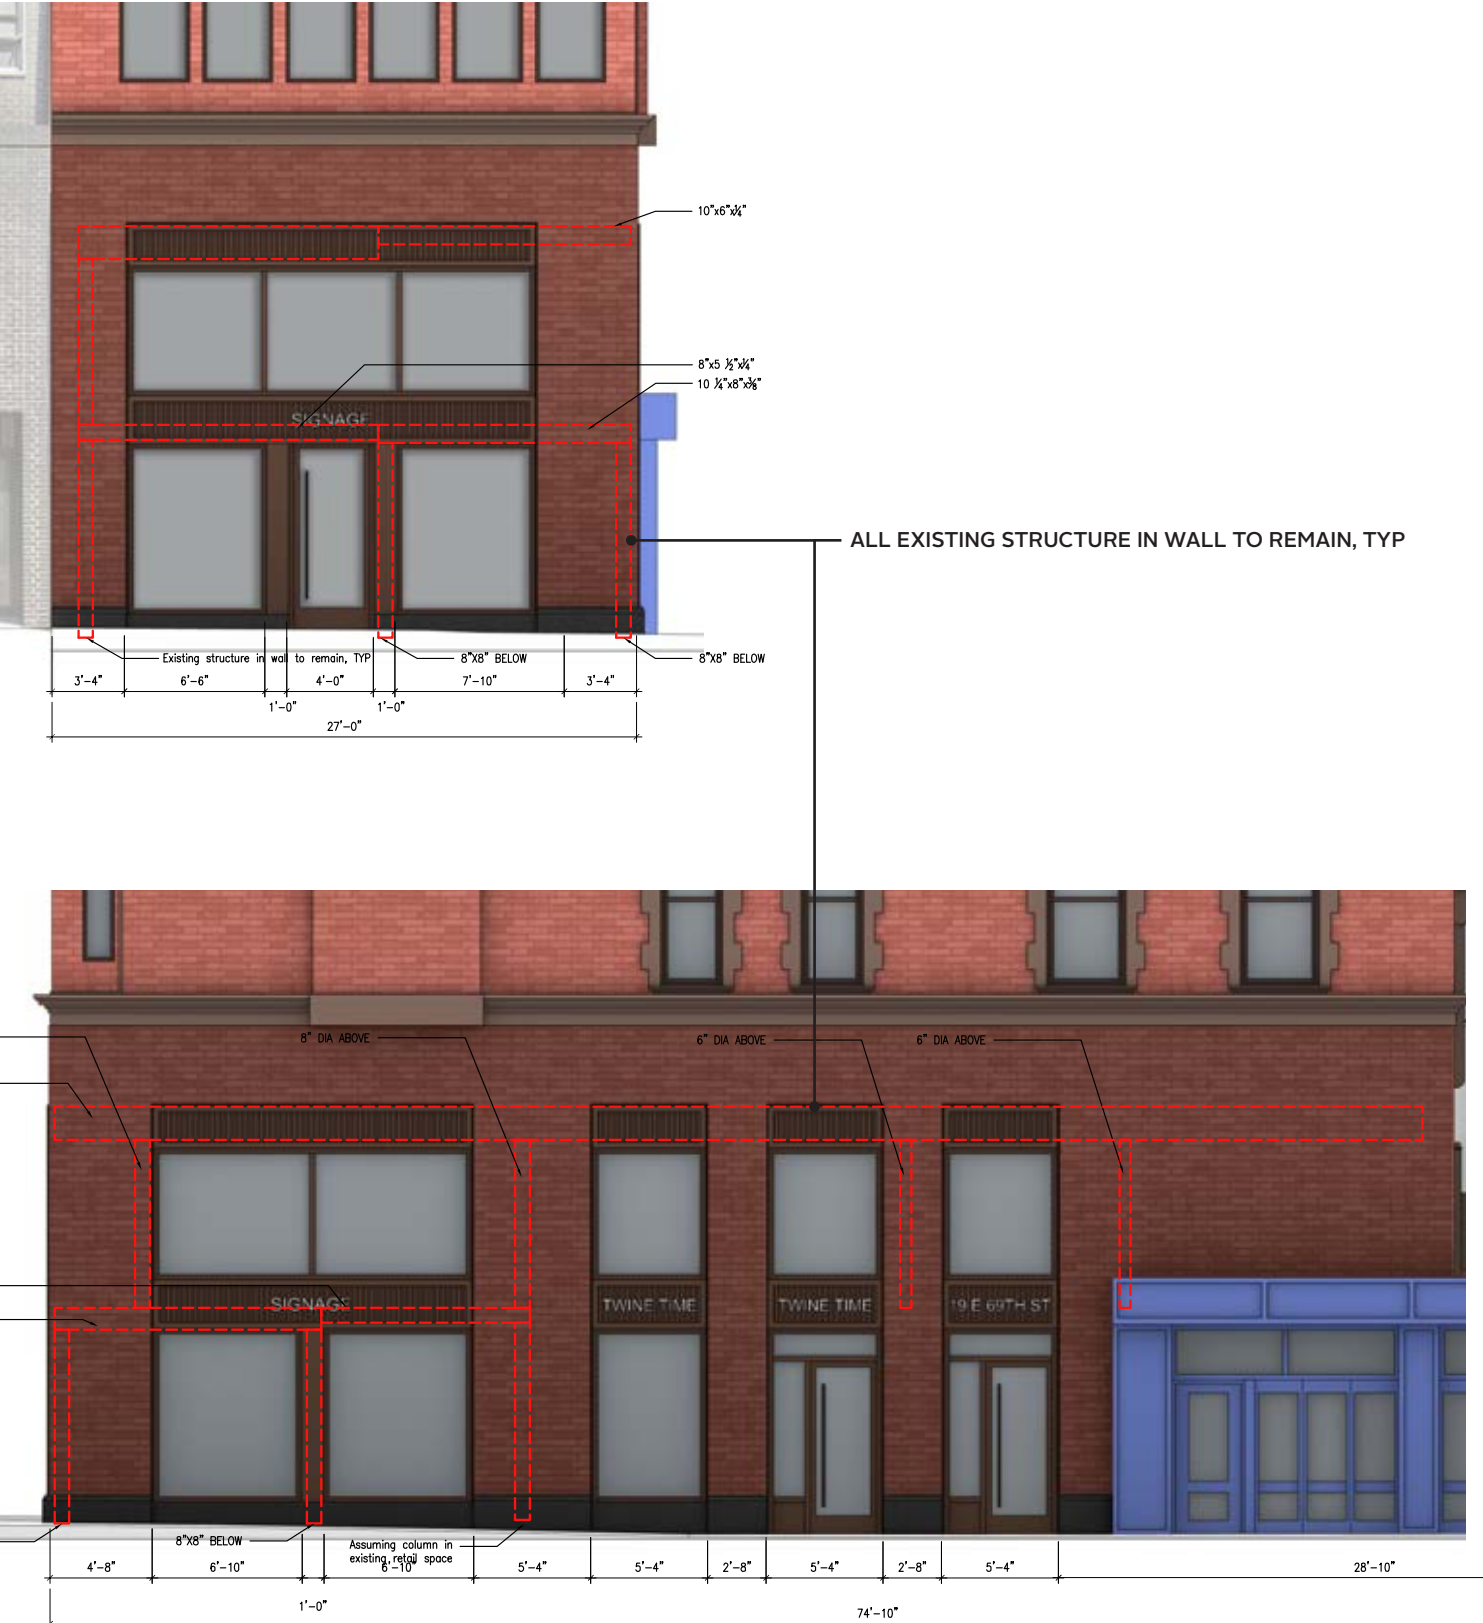 10"x6"x¼"
8"x5 ½"x¼"
SIGNAGE
10 ¼"x8"x⅜"
ALL EXISTING STRUCTURE IN WALL TO REMAIN, TYP
Existing structure in wall to remain, TYP
8"X8" BELOW
8"X8" BELOW
3'-4"
6'-6"
4'-0"
7'-10"
3'-4"
1'-0"
1'-0"
27'-0"
8" DIA ABOVE
6" DIA ABOVE
6" DIA ABOVE
SIGNAGE
TWINE TIME
TWINE TIME
19 E 69TH ST
8"X8" BELOW
Assuming column in
existing retail space
4'-8"
6'-10"
6'-10"
5'-4"
5'-4"
2'-8"
5'-4"
2'-8"
5'-4"
28'-10"
1'-0"
74'-10"